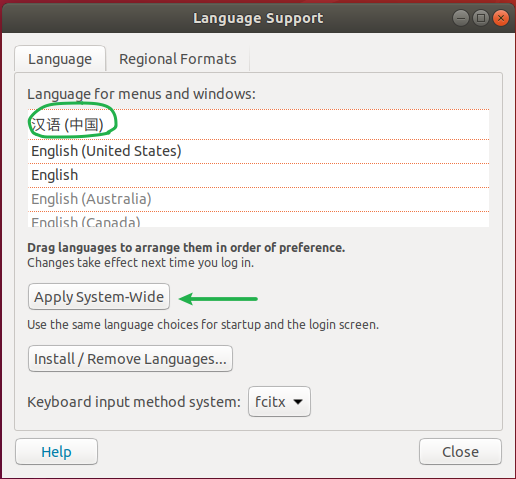 Language Support
Language
Regional Formats
Language for menus and windows:
汉语 (中国)
English (United States)
English
English (Australia)
English (Canada)
Drag languages to arrange them in order of preference.
Changes take effect next time you log in.
Apply System-Wide
Use the same language choices for startup and the login screen.
Install / Remove Languages...
Keyboard input method system: fcitx
Help
Close